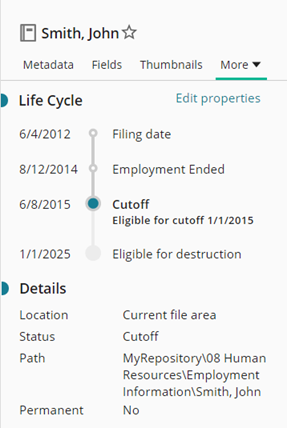 Smith, John
Metadata Fields Thumbnails More
Life Cycle Edit properties
6/4/2012 Filing date
8/12/2014 Employment Ended
6/8/2015 Cutoff
Eligible for cutoff 1/1/2015
1/1/2025 Eligible for destruction
Details
Location Current file area
Status Cutoff
Path MyRepository\08 Human
Resources\Employment
Information\Smith, John
Permanent No